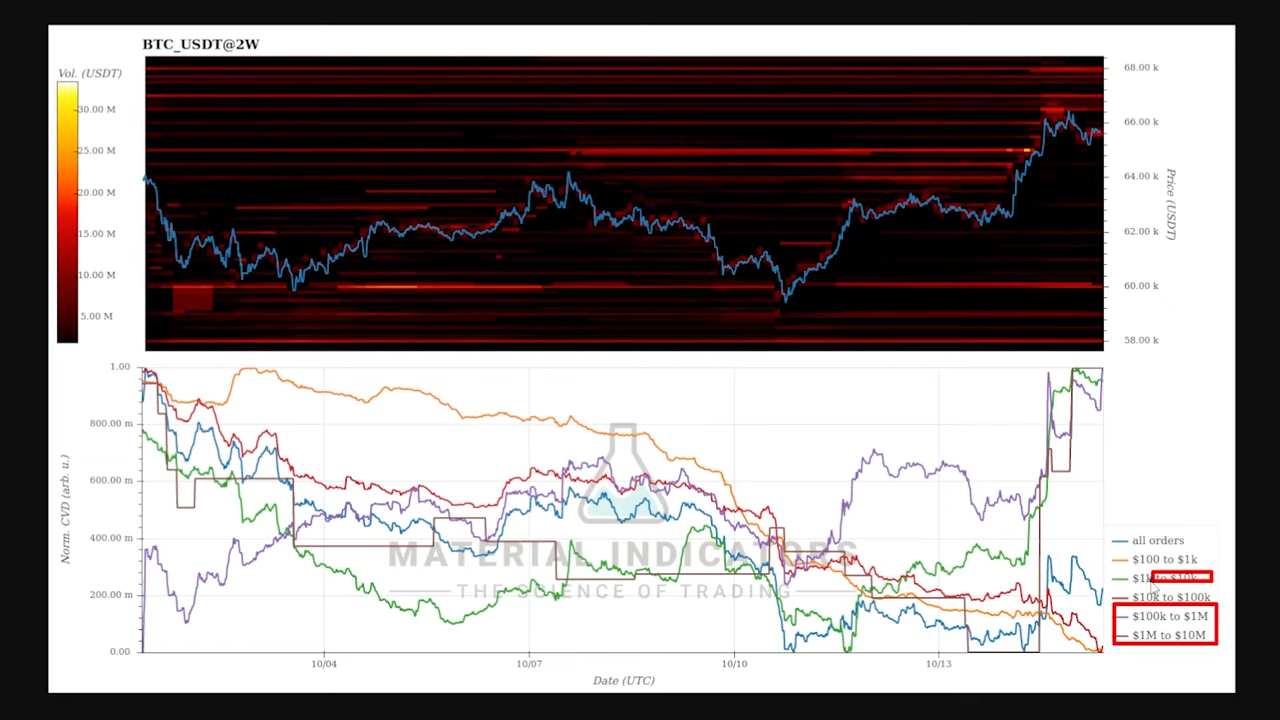 BTC_USDT@2W
Vol. (USDT)
30.00 M
25.00 M
20.00 M
15.00 M
10.00 M
5.00 M
68.00 k
66.00 k
64.00 k
62.00 k
60.00 k
58.00 k
Price (USDT)
1.00
800.00 m
600.00 m
400.00 m
200.00 m
0.00
Norm. CVD (arb. u.)
MATERIAL INDICATORS
THE SCIENCE OF TRADING
all orders
$100 to $1k
$1k to $10k
$10k to $100k
$100k to $1M
$1M to $10M
10/04
10/07
10/10
10/13
Date (UTC)